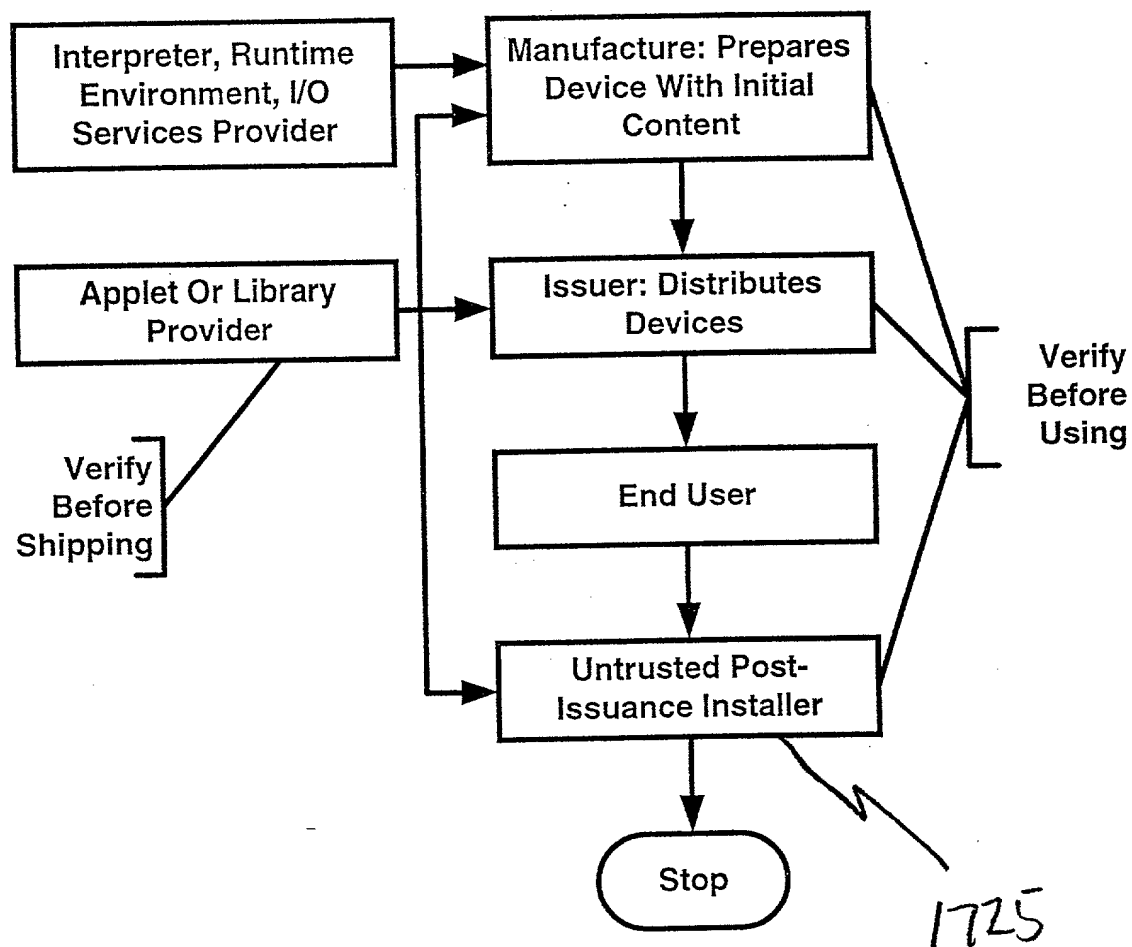 Interpreter, Runtime
Environment, I/O
Services Provider
Manufacture: Prepares
Device With Initial
Content
Applet Or Library
Provider
Issuer: Distributes
Devices
Verify
Before
Using
Verify
Before
Shipping
End User
Untrusted Post-
Issuance Installer
Stop
1725